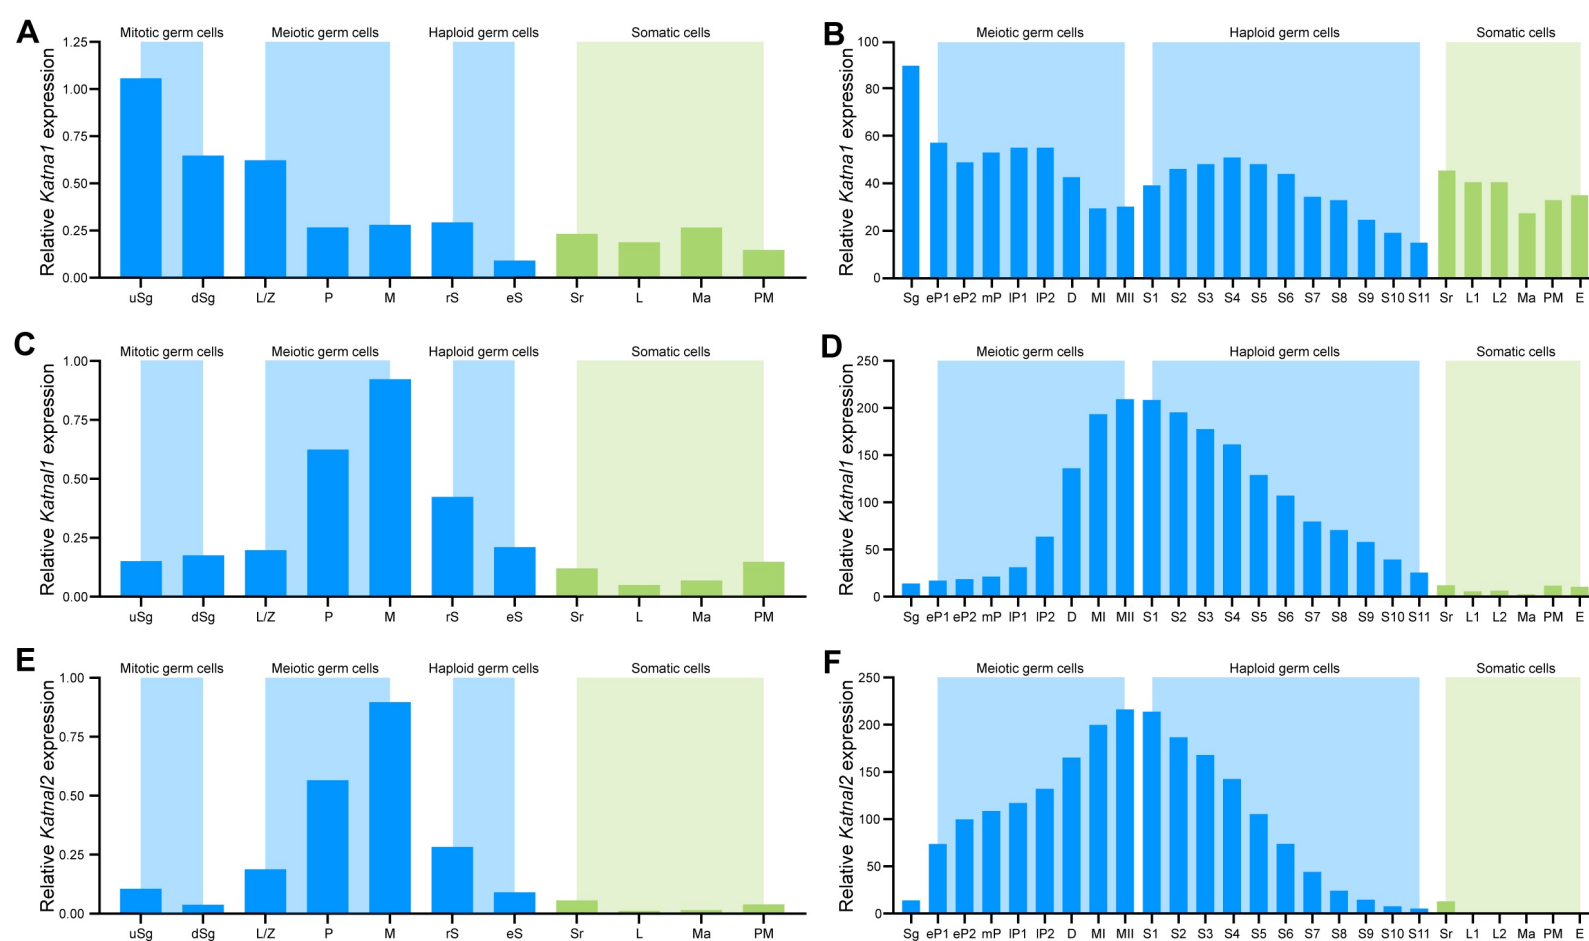 A
Mitotic germ cells Meiotic germ cells Haploid germ cells Somatic cells
Relative Katna1 expression
1.25
1.00
0.75
0.50
0.25
0.00
uSg dSg L/Z P M rS eS Sr L Ma PM
B
Meiotic germ cells Haploid germ cells Somatic cells
Relative Katna1 expression
100
80
60
40
20
0
Sg eP1 eP2 mP lP1 lP2 D MI MII S1 S2 S3 S4 S5 S6 S7 S8 S9 S10 S11 Sr L1 L2 Ma PM E
C
Mitotic germ cells Meiotic germ cells Haploid germ cells Somatic cells
Relative Katnal1 expression
1.00
0.75
0.50
0.25
0.00
uSg dSg L/Z P M rS eS Sr L Ma PM
D
Meiotic germ cells Haploid germ cells Somatic cells
Relative Katnal1 expression
250
200
150
100
50
0
Sg eP1 eP2 mP lP1 lP2 D MI MII S1 S2 S3 S4 S5 S6 S7 S8 S9 S10 S11 Sr L1 L2 Ma PM E
E
Mitotic germ cells Meiotic germ cells Haploid germ cells Somatic cells
Relative Katnal2 expression
1.00
0.75
0.50
0.25
0.00
uSg dSg L/Z P M rS eS Sr L Ma PM
F
Meiotic germ cells Haploid germ cells Somatic cells
Relative Katnal2 expression
250
200
150
100
50
0
Sg eP1 eP2 mP lP1 lP2 D MI MII S1 S2 S3 S4 S5 S6 S7 S8 S9 S10 S11 Sr L1 L2 Ma PM E